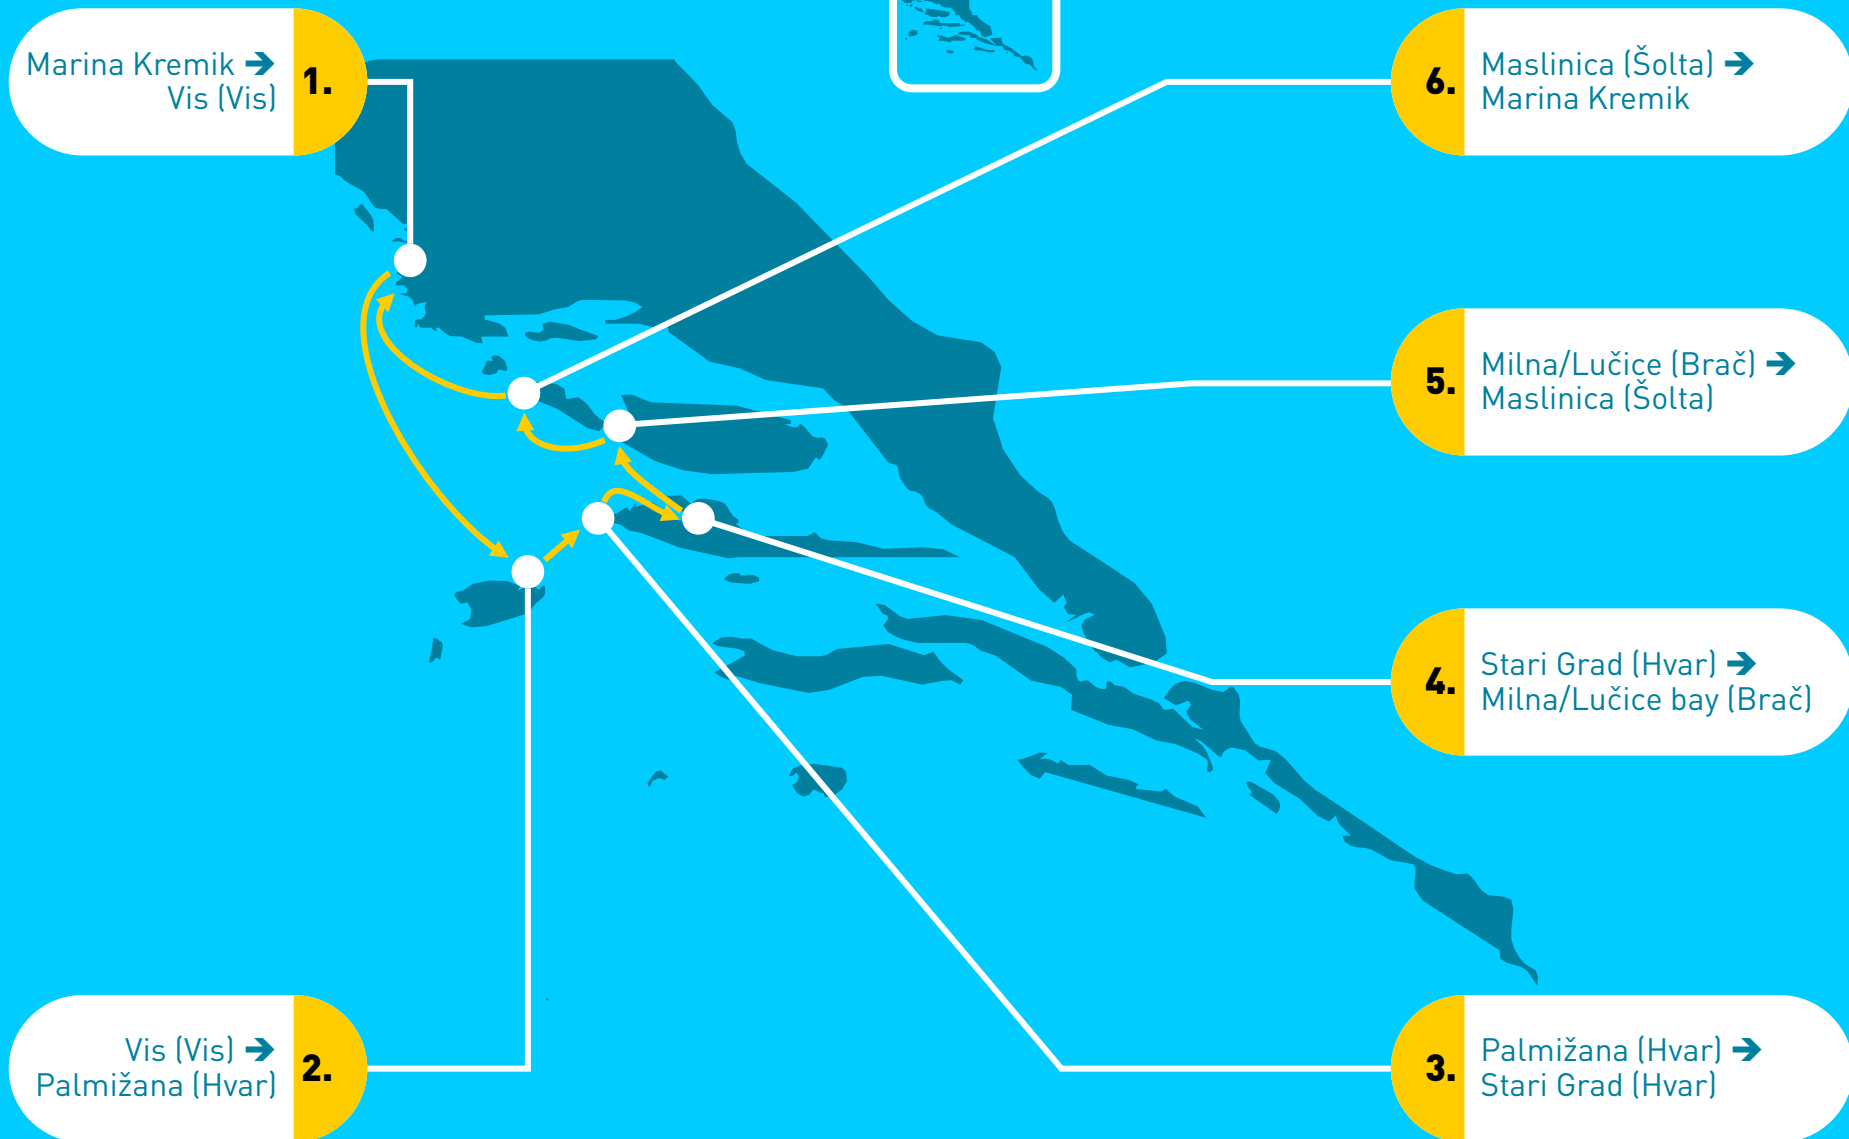 Marina Kremik ➔
Vis (Vis)
1.
6.
Maslinica (Šolta) ➔
Marina Kremik
5.
Milna/Lučice (Brač) ➔
Maslinica (Šolta)
4.
Stari Grad (Hvar) ➔
Milna/Lučice bay (Brač)
Vis (Vis) ➔
Palmižana (Hvar)
2.
3.
Palmižana (Hvar) ➔
Stari Grad (Hvar)